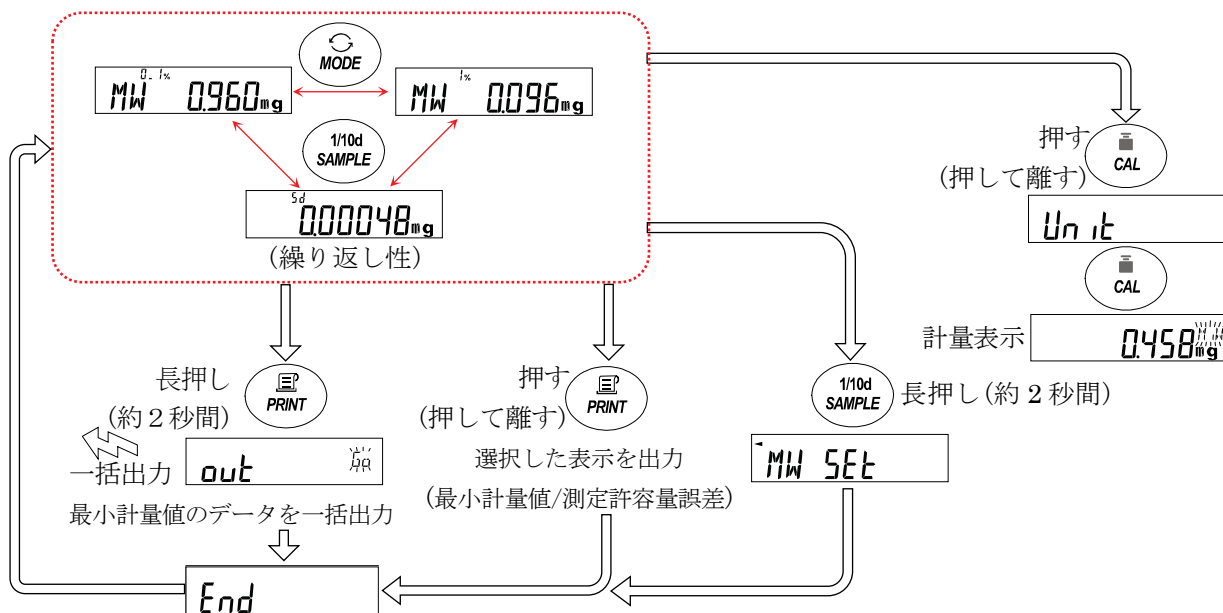 MODE
0_1%
MW 0.960mg
1%
MW 0.096mg
1/10d
SAMPLE
Sd
0.00048mg
(繰り返し性)
押す
(押して離す)
CAL
Unit
CAL
計量表示
0.458mg MW
長押し
(約２秒間)
PRINT
一括出力
out GA
最小計量値のデータを一括出力
End
押す
(押して離す)
PRINT
選択した表示を出力
(最小計量値/測定許容量誤差)
1/10d
SAMPLE
長押し(約 2 秒間)
MW SEt